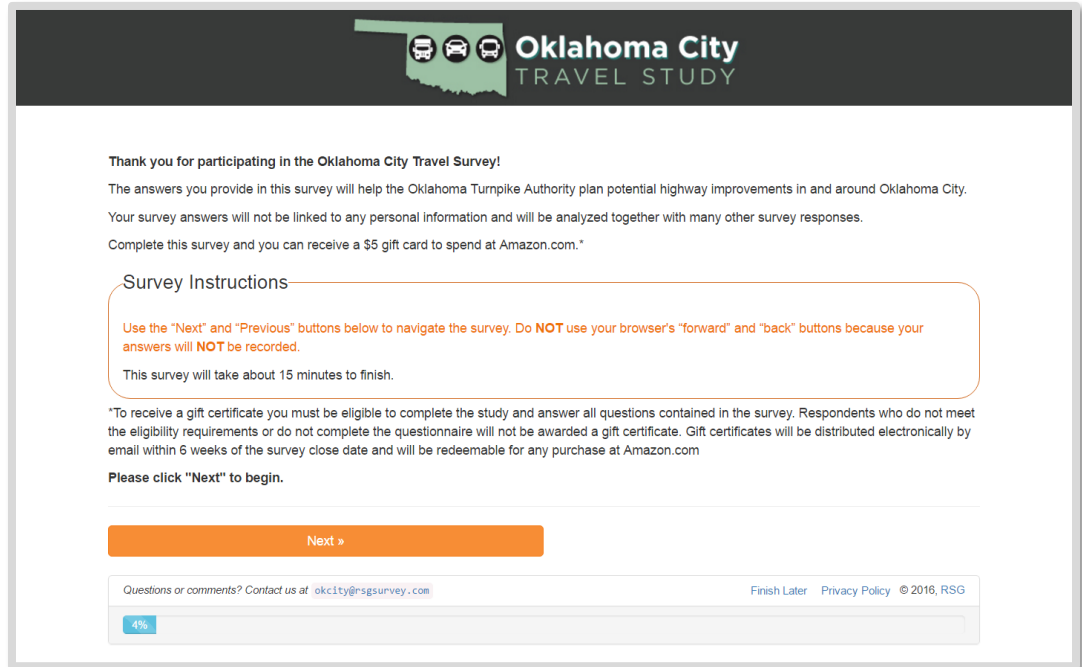 Oklahoma City
TRAVEL STUDY
Thank you for participating in the Oklahoma City Travel Survey!
The answers you provide in this survey will help the Oklahoma Turnpike Authority plan potential highway improvements in and around Oklahoma City.
Your survey answers will not be linked to any personal information and will be analyzed together with many other survey responses.
Complete this survey and you can receive a $5 gift card to spend at Amazon.com.*
Survey Instructions
Use the “Next” and “Previous” buttons below to navigate the survey. Do NOT use your browser's “forward” and “back” buttons because your
answers will NOT be recorded.
This survey will take about 15 minutes to finish.
*To receive a gift certificate you must be eligible to complete the study and answer all questions contained in the survey. Respondents who do not meet
the eligibility requirements or do not complete the questionnaire will not be awarded a gift certificate. Gift certificates will be distributed electronically by
email within 6 weeks of the survey close date and will be redeemable for any purchase at Amazon.com
Please click "Next" to begin.
Next »
Questions or comments? Contact us at okcity@rsgsurvey.com Finish Later Privacy Policy © 2016, RSG
4%